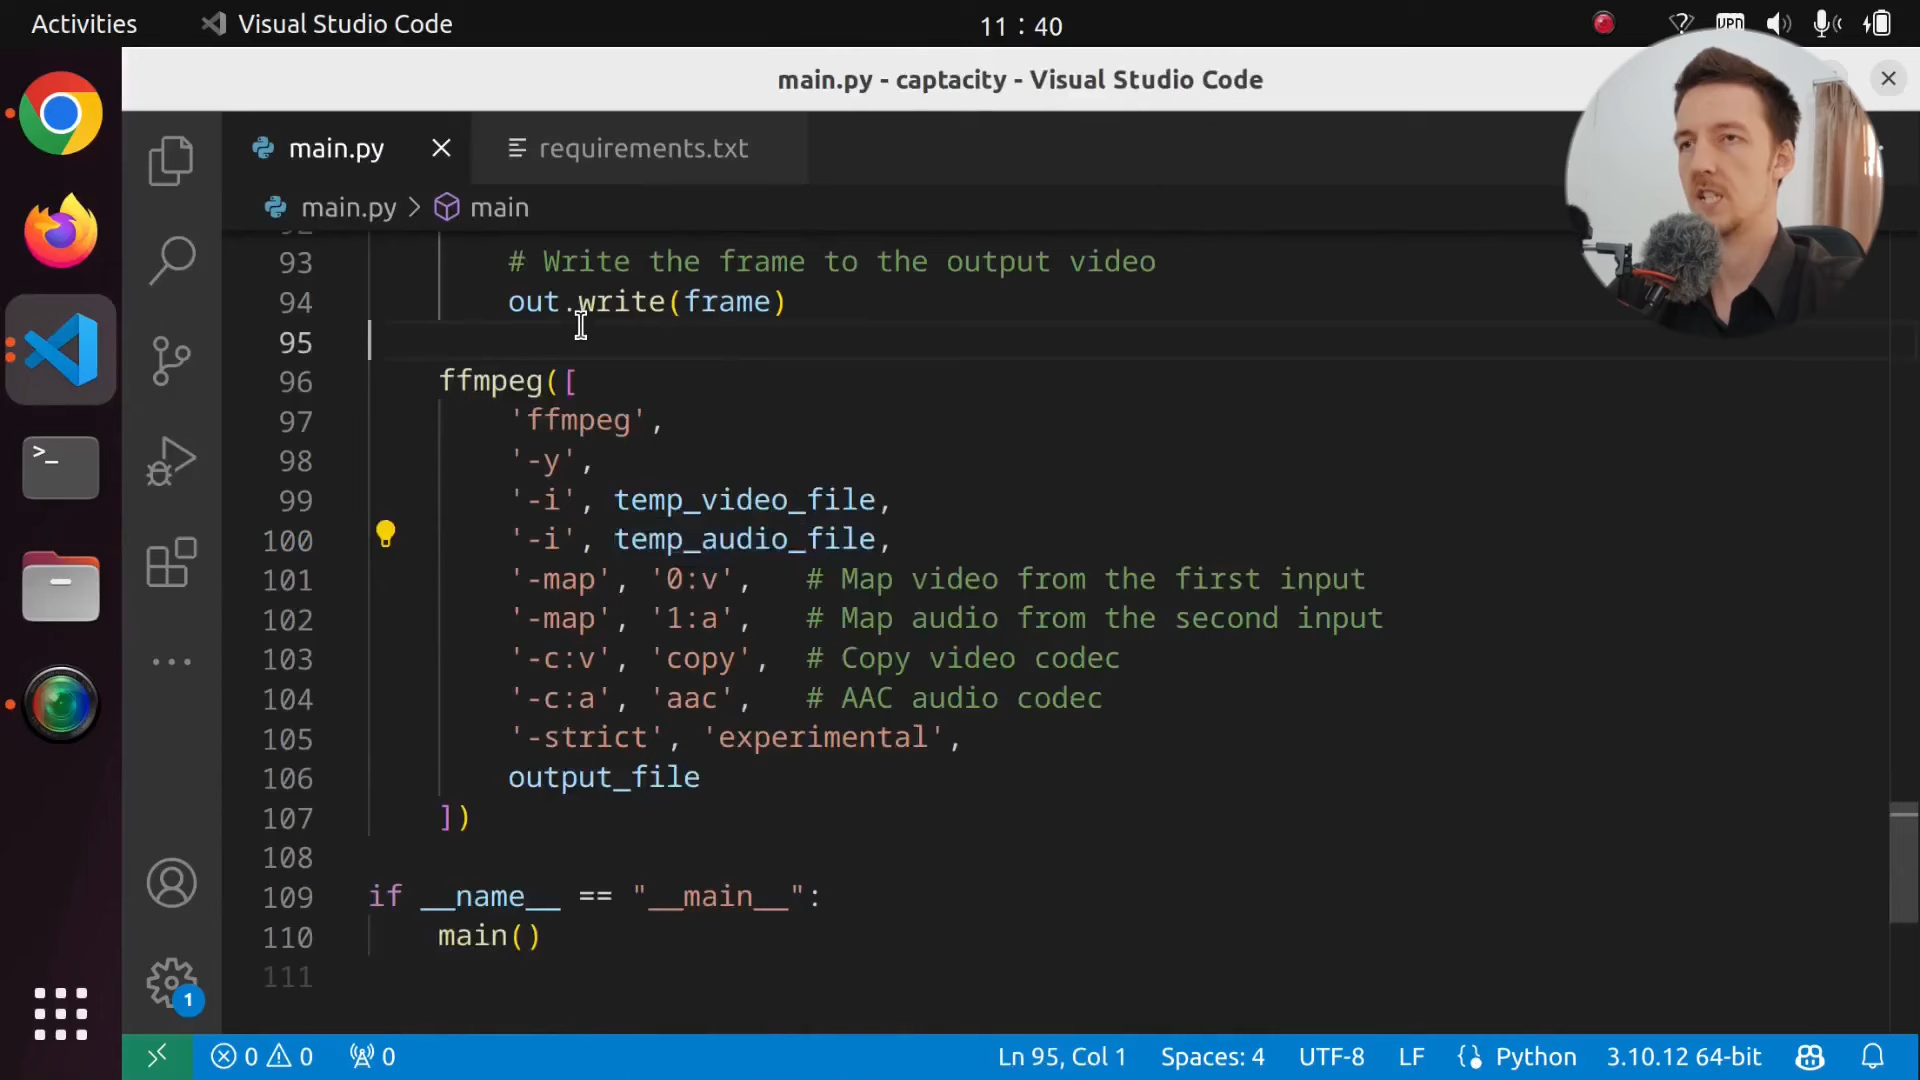 Activities
Visual Studio Code
11 : 40
VPN
main.py - captacity - Visual Studio Code
main.py
requirements.txt
main.py > main
93 # Write the frame to the output video
94 out.write(frame)
95
96 ffmpeg([
97 'ffmpeg',
98 '-y',
99 '-i', temp_video_file,
100 '-i', temp_audio_file,
101 '-map', '0:v', # Map video from the first input
102 '-map', '1:a', # Map audio from the second input
103 '-c:v', 'copy', # Copy video codec
104 '-c:a', 'aac', # AAC audio codec
105 '-strict', 'experimental',
106 output_file
107 ])
108
109 if __name__ == "__main__":
110 main()
111
1
0 0 0 Ln 95, Col 1 Spaces: 4 UTF-8 LF Python 3.10.12 64-bit